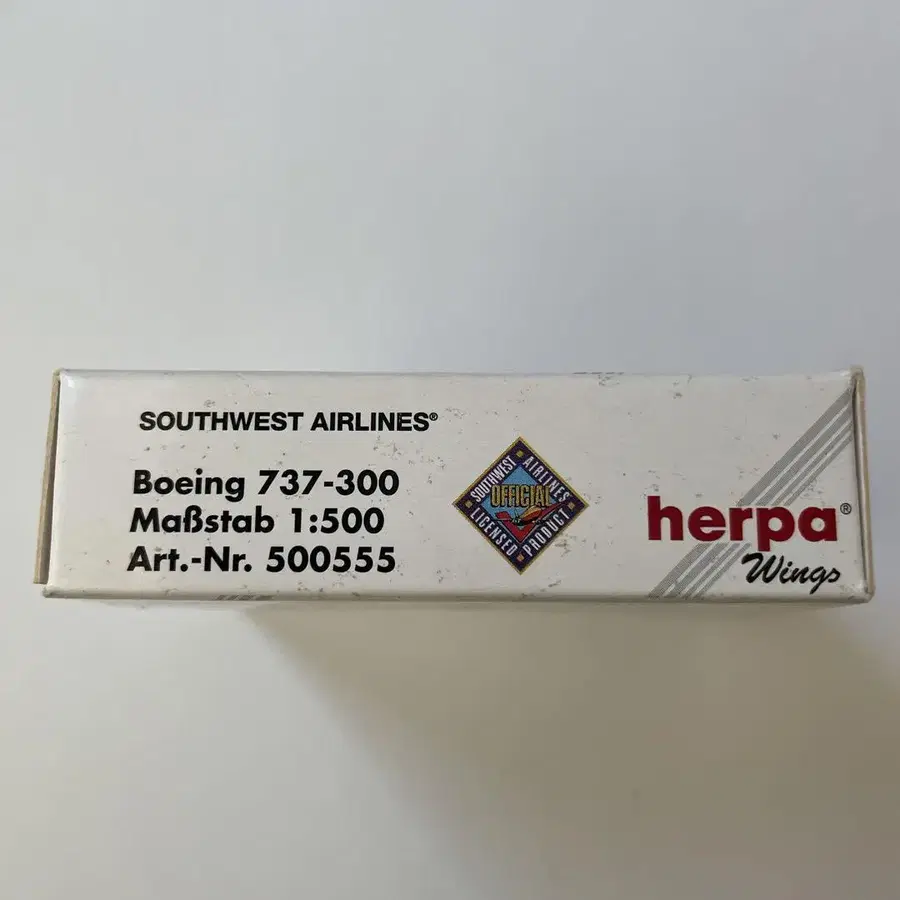 SOUTHWEST AIRLINES®
Boeing 737-300
Maßstab 1:500
Art.-Nr. 500555
SOUTHWEST AIRLINES
OFFICIAL
LICENSED PRODUCT
herpa®
Wings